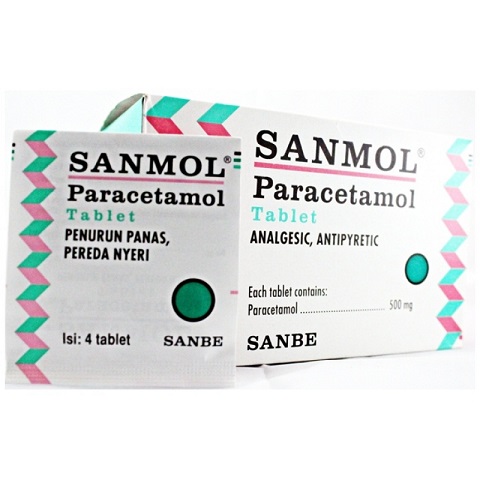 SANMOL®
Paracetamol
Tablet
PENURUN PANAS,
PEREDA NYERI
Isi: 4 tablet
SANBE
SANMOL®
Paracetamol
Tablet
ANALGESIC, ANTIPYRETIC
Each tablet contains:
Paracetamol ........................ 500 mg
SANBE